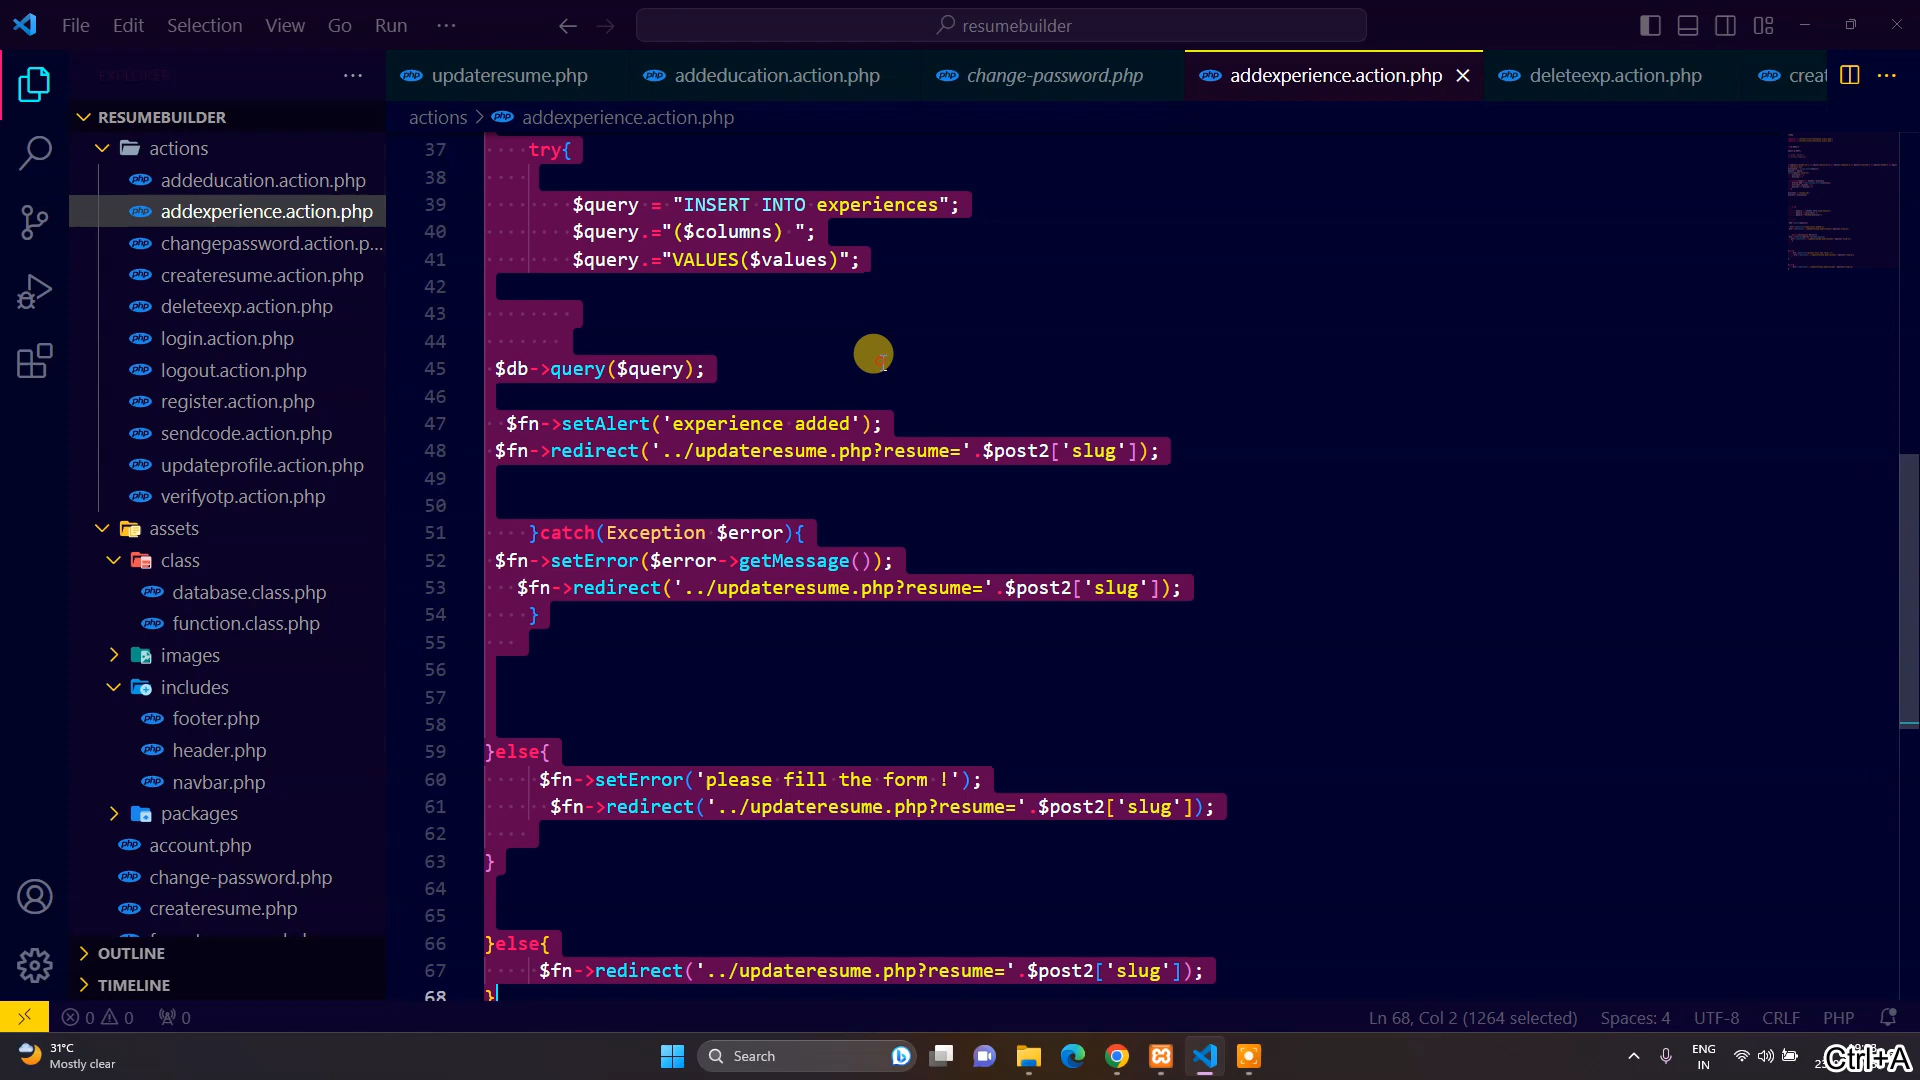 File Edit Selection View Go Run ···
resumebuilder
···
updateresume.php addeducation.action.php change-password.php addexperience.action.php deleteexp.action.php
RESUMEBUILDER
actions > addexperience.action.php
actions
addeducation.action.php
addexperience.action.php
changepassword.action.p...
createresume.action.php
deleteexp.action.php
login.action.php
logout.action.php
register.action.php
sendcode.action.php
updateprofile.action.php
verifyotp.action.php
assets
class
database.class.php
function.class.php
images
includes
footer.php
header.php
navbar.php
packages
account.php
change-password.php
createresume.php
OUTLINE
TIMELINE
37 try{
38
39 $query = "INSERT INTO experiences";
40 $query.="($columns) ";
41 $query.="VALUES($values)";
42
43
44
45 $db->query($query);
46
47 $fn->setAlert('experience added');
48 $fn->redirect('../updateresume.php?resume='.$post2['slug']);
49
50
51 }catch(Exception $error){
52 $fn->setError($error->getMessage());
53 $fn->redirect('../updateresume.php?resume='.$post2['slug']);
54 }
55
56
57
58
59 }else{
60 $fn->setError('please fill the form !');
61 $fn->redirect('../updateresume.php?resume='.$post2['slug']);
62
63 }
64
65
66 }else{
67 $fn->redirect('../updateresume.php?resume='.$post2['slug']);
68 }
0 0 0
Ln 68, Col 2 (1264 selected) Spaces: 4 UTF-8 CRLF PHP
31°C
Mostly clear
Search
ENG
IN
Ctrl+A